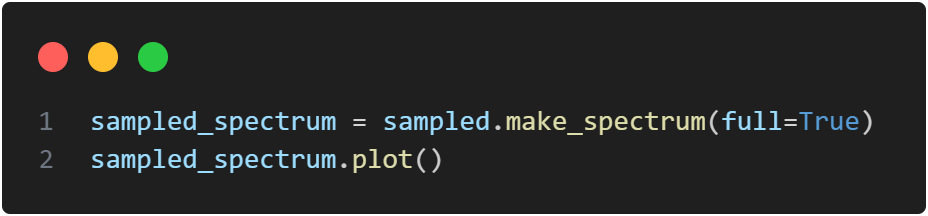 1 sampled_spectrum = sampled.make_spectrum(full=True)
2 sampled_spectrum.plot()